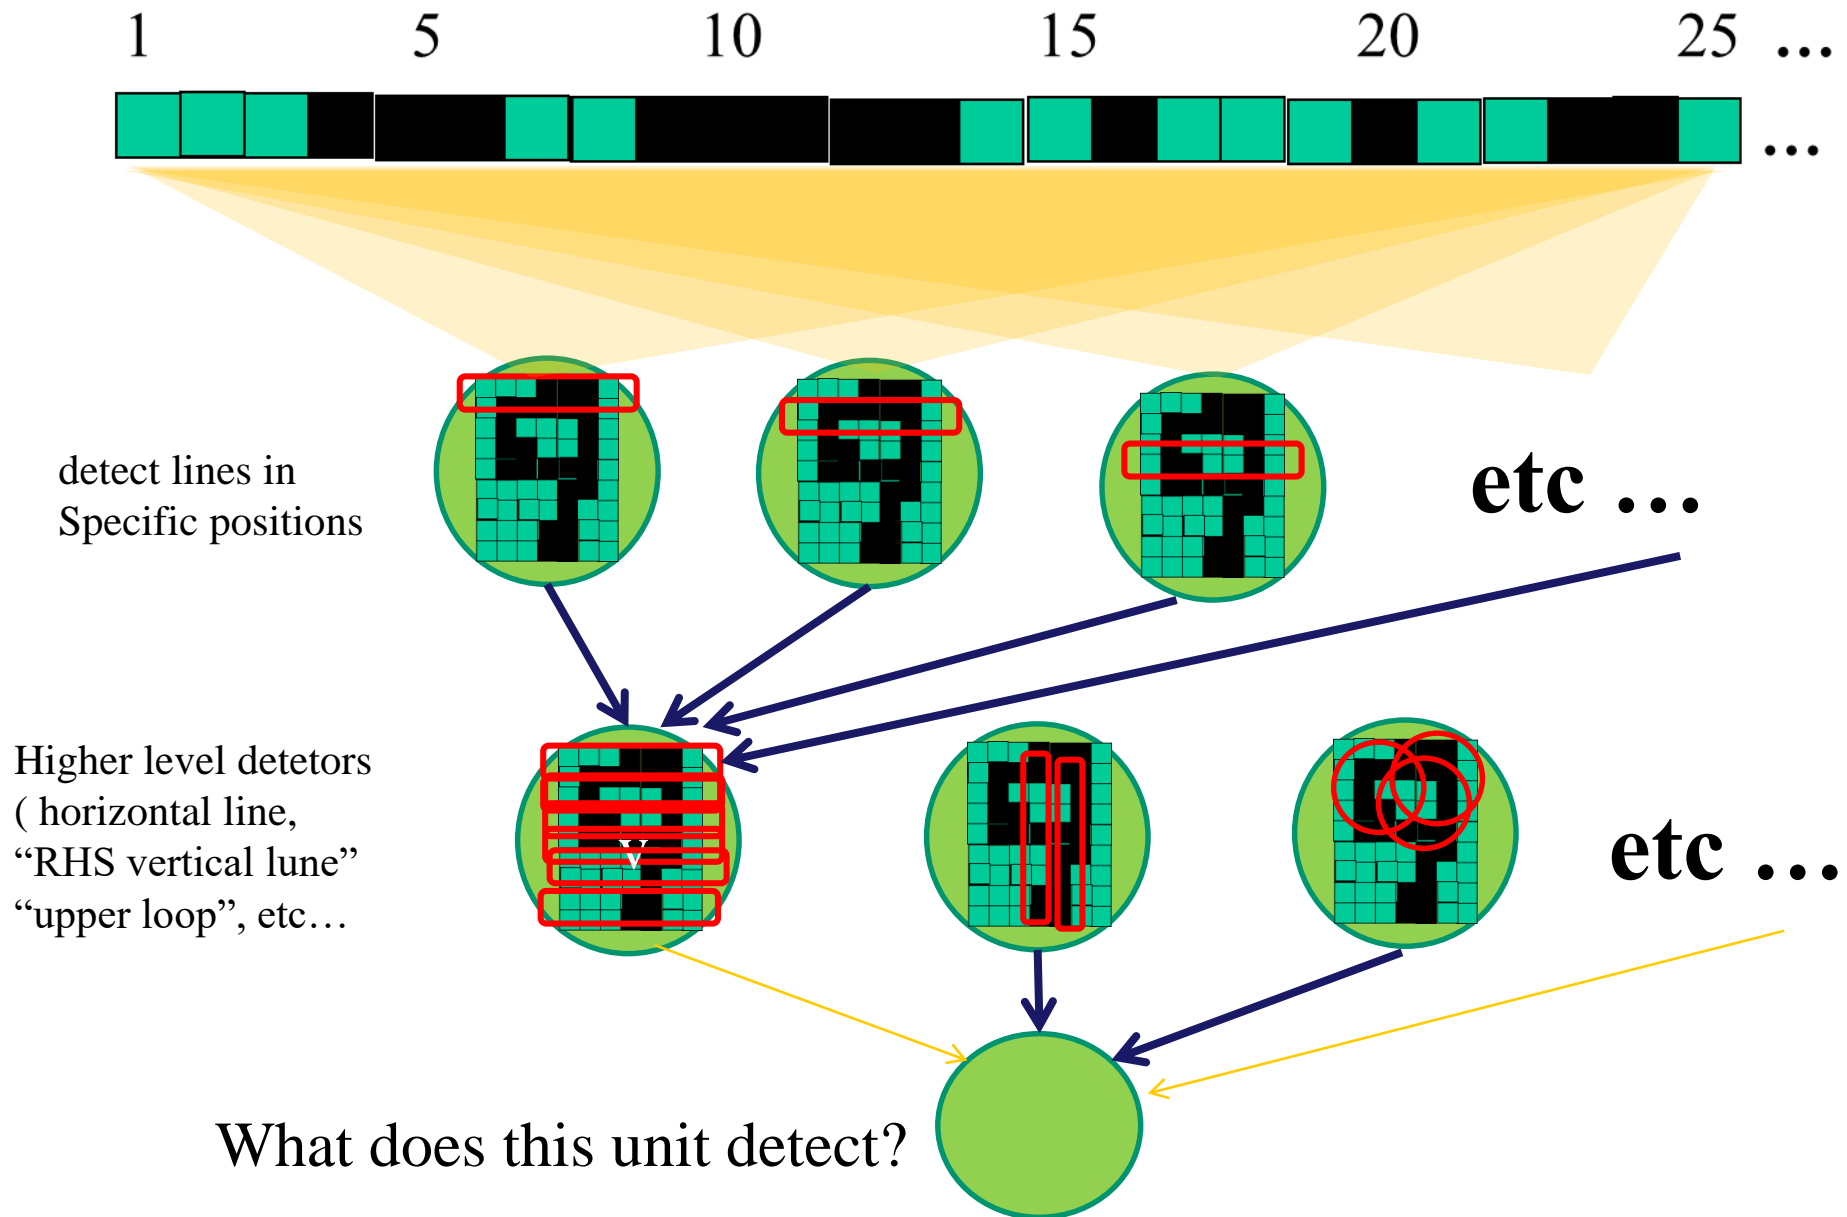 1 5 10 15 20 25 ...
...
detect lines in
Specific positions
etc …
Higher level detetors
( horizontal line,
“RHS vertical lune”
“upper loop”, etc…
v
etc …
What does this unit detect?